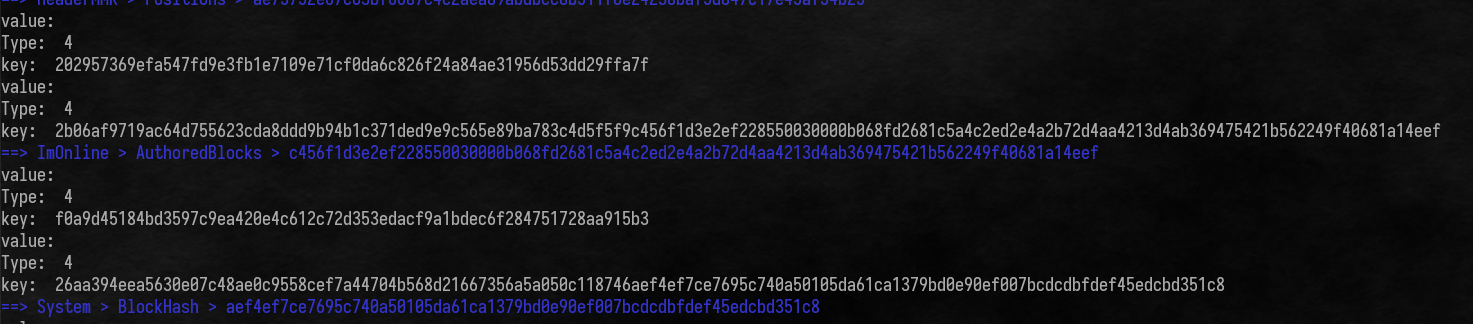 value:
Type:  4
key:  202957369efa547fd9e3fb1e7109e71cf0da6c826f24a84ae31956d53dd29ffa7f
value:
Type:  4
key:  2b06af9719ac64d755623cda8ddd9b94b1c371ded9e9c565e89ba783c4d5f5f9c456f1d3e2ef228550030000b068fd2681c5a4c2ed2e4a2b72d4aa4213d4ab369475421b562249f40681a14eef
==> ImOnline > AuthoredBlocks > c456f1d3e2ef228550030000b068fd2681c5a4c2ed2e4a2b72d4aa4213d4ab369475421b562249f40681a14eef
value:
Type:  4
key:  f0a9d45184bd3597c9ea420e4c612c72d353edacf9a1bdec6f284751728aa915b3
value:
Type:  4
key:  26aa394eea5630e07c48ae0c9558cef7a44704b568d21667356a5a050c118746aef4ef7ce7695c740a50105da61ca1379bd0e90ef007bcdcdbfdef45edcbd351c8
==> System > BlockHash > aef4ef7ce7695c740a50105da61ca1379bd0e90ef007bcdcdbfdef45edcbd351c8